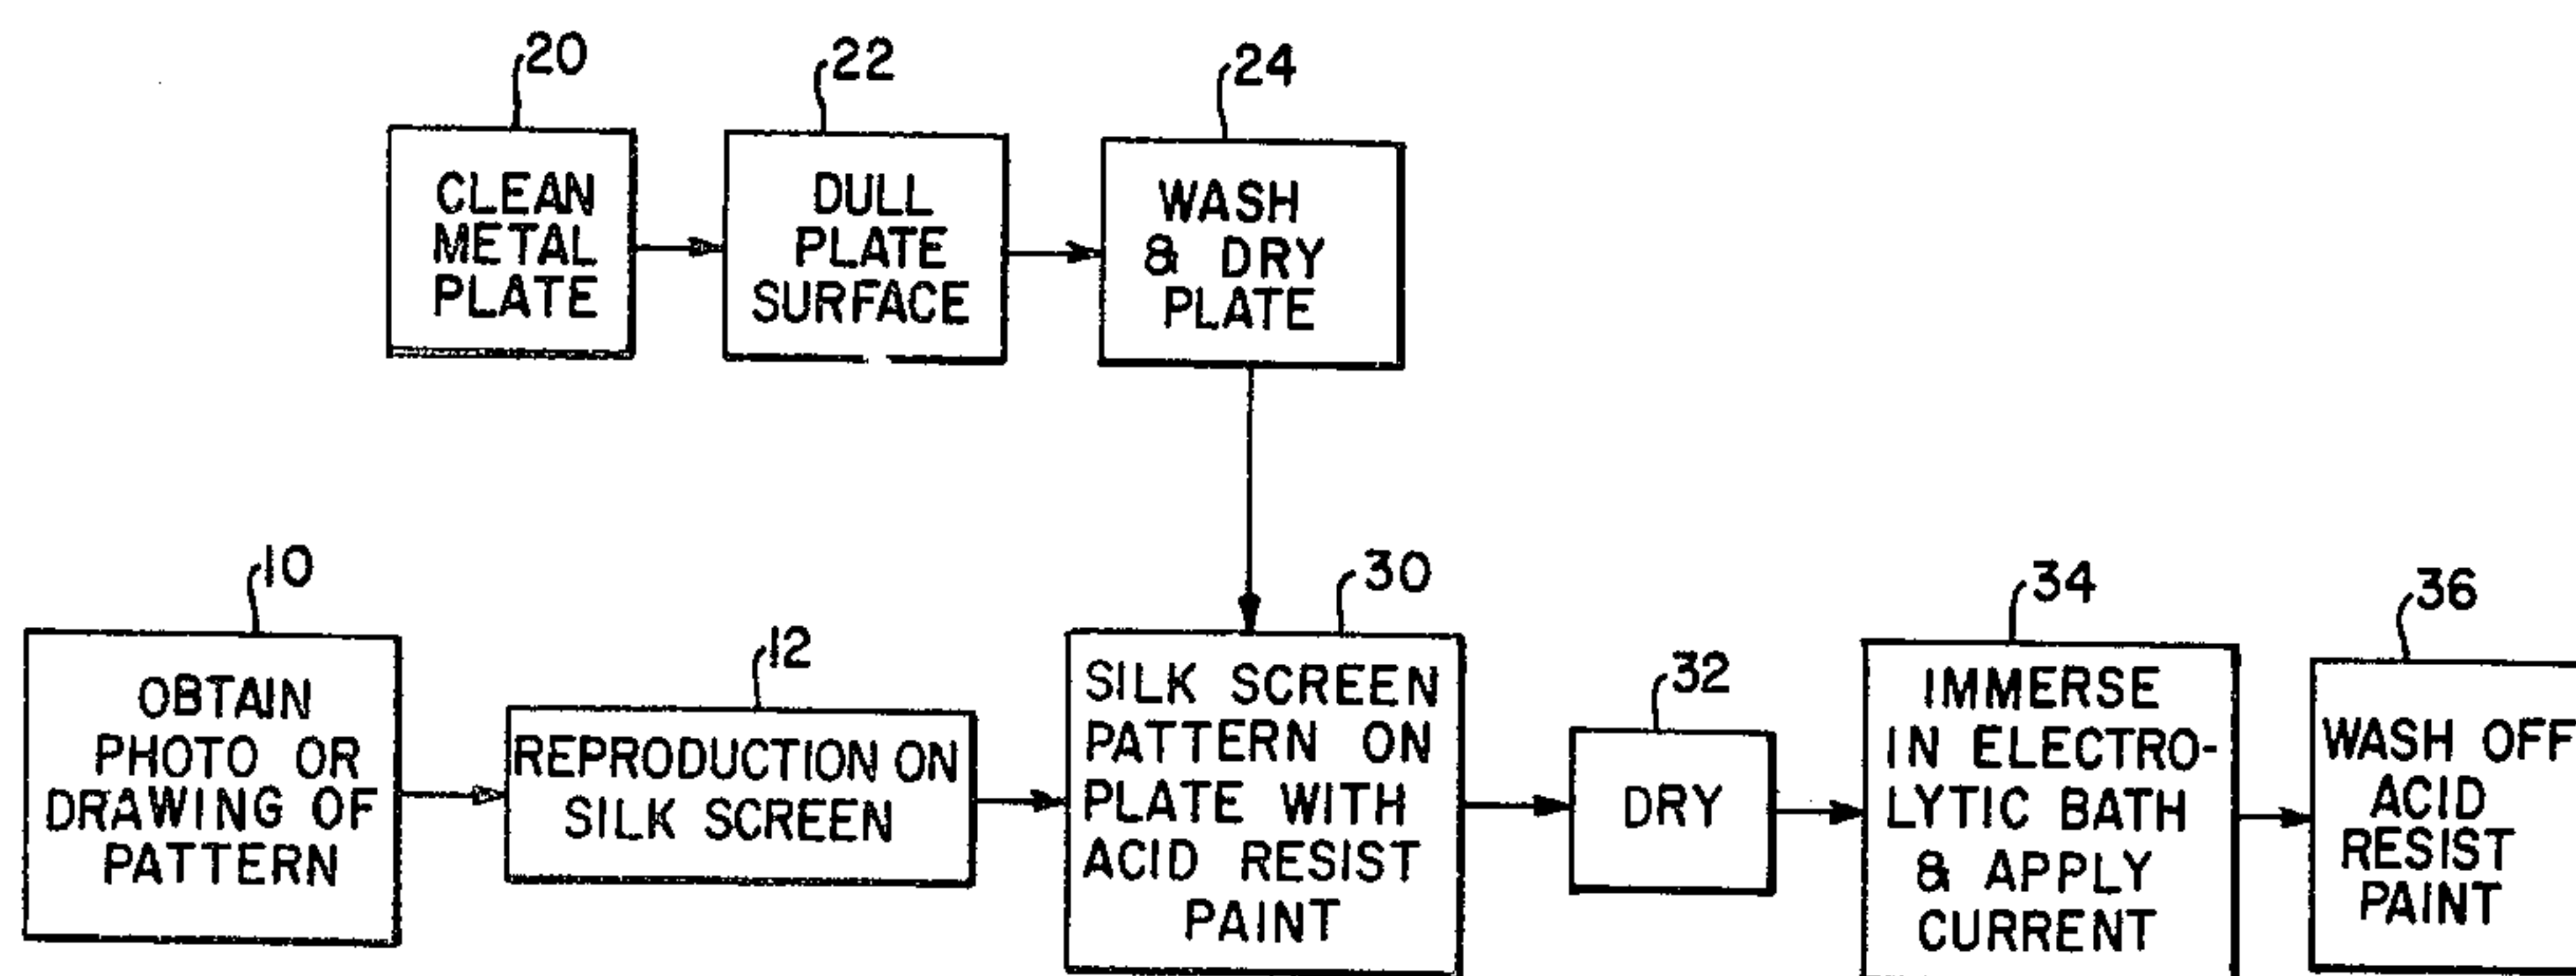 20
CLEAN
METAL
PLATE
22
DULL
PLATE
SURFACE
24
WASH
& DRY
PLATE
10
OBTAIN
PHOTO OR
DRAWING OF
PATTERN
12
REPRODUCTION ON
SILK SCREEN
30
SILK SCREEN
PATTERN ON
PLATE WITH
ACID RESIST
PAINT
32
DRY
34
IMMERSE
IN ELECTRO-
LYTIC BATH
& APPLY
CURRENT
36
WASH OFF
ACID
RESIST
PAINT